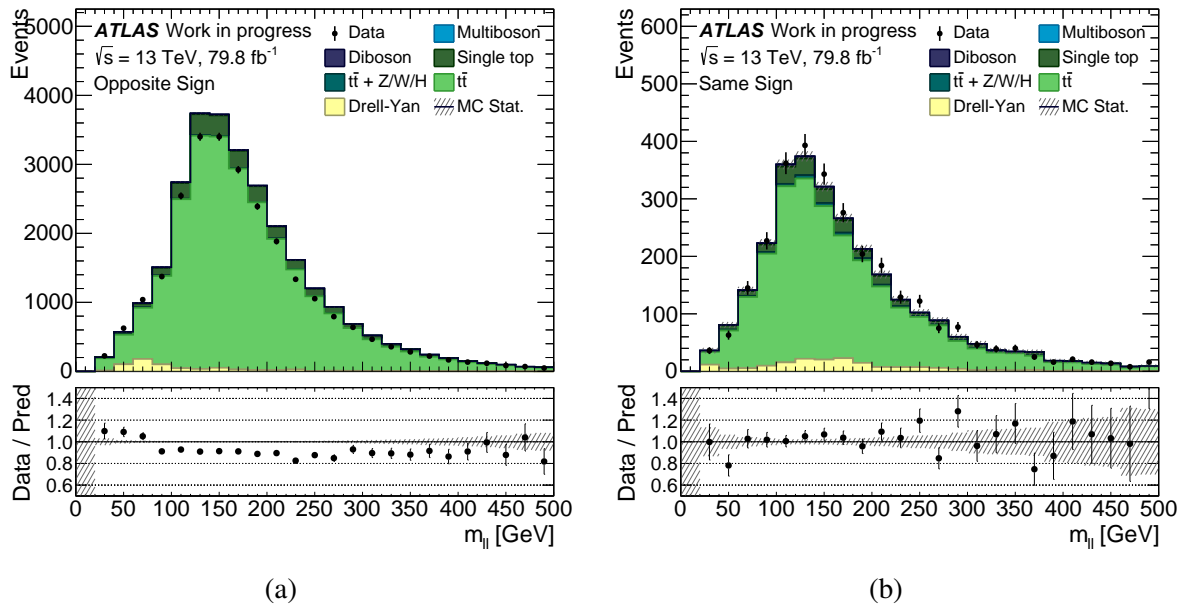 Events
ATLAS Work in progress
√s = 13 TeV, 79.8 fb-1
Opposite Sign
Data
Multiboson
Diboson
Single top
tt̄ + Z/W/H
tt̄
Drell-Yan
MC Stat.
5000
4000
3000
2000
1000
0
Data / Pred
1.4
1.2
1.0
0.8
0.6
0 50 100 150 200 250 300 350 400 450 500
mll [GeV]
(a)
Events
ATLAS Work in progress
√s = 13 TeV, 79.8 fb-1
Same Sign
Data
Multiboson
Diboson
Single top
tt̄ + Z/W/H
tt̄
Drell-Yan
MC Stat.
600
500
400
300
200
100
0
Data / Pred
1.4
1.2
1.0
0.8
0.6
0 50 100 150 200 250 300 350 400 450 500
mll [GeV]
(b)